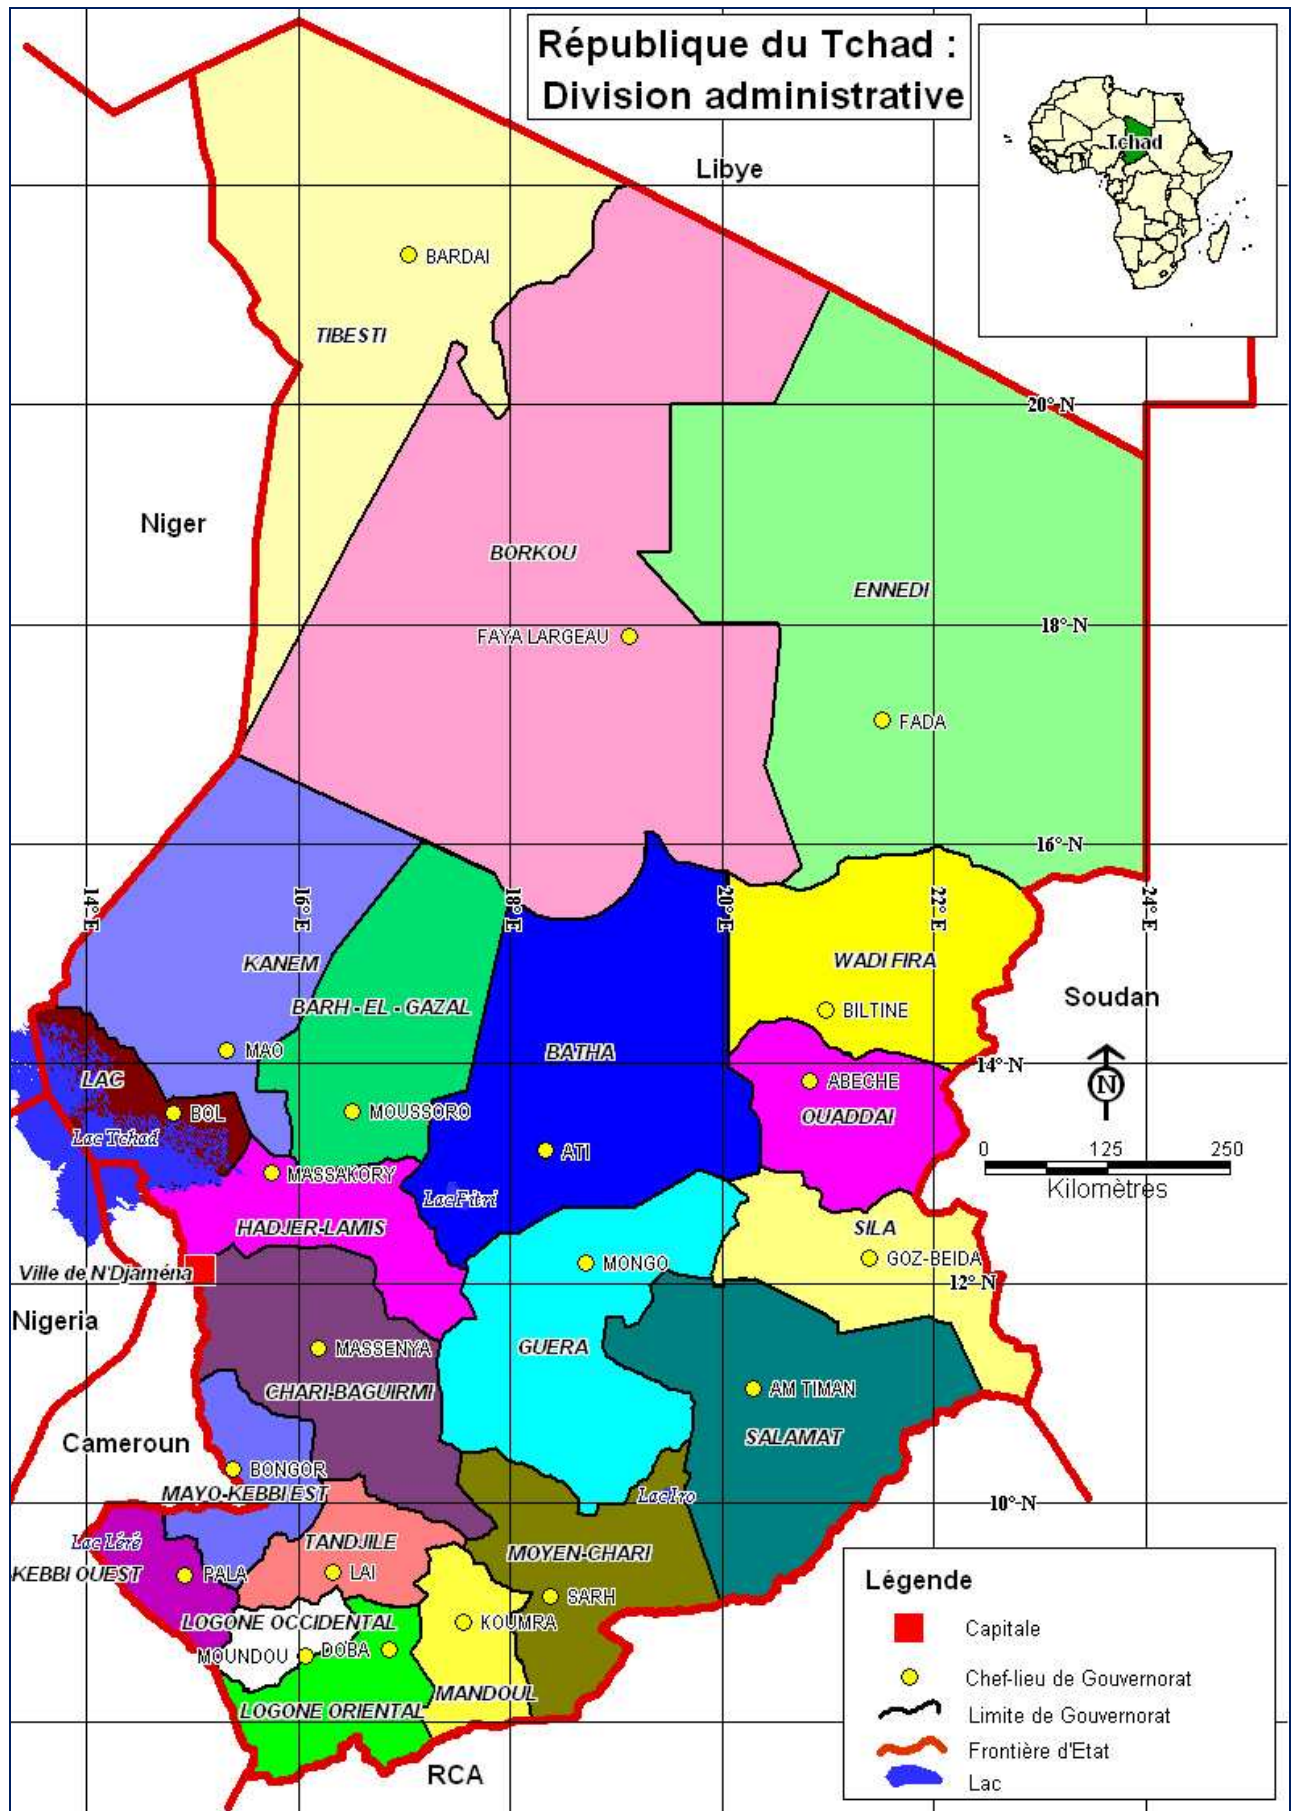 République du Tchad :
Division administrative
Tchad
Libye
BARDAI
TIBESTI
20° N
Niger
BORKOU
ENNEDI
18° N
FAYA LARGEAU
FADA
16° N
14° E
16° E
18° E
20° E
22° E
24° E
KANEM
WADI FIRA
BARH - EL - GAZAL
Soudan
BILTINE
MAO
BATHA
14° N
LAC
ABECHE
BOL
MOUSSORO
OUADDAI
Lac Tchad
ATI
0 125 250
Kilomètres
N
MASSAKORY
Lac Fitri
HADJER-LAMIS
SILA
GOZ-BEIDA
MONGO
Ville de N'Djaména
12° N
Nigeria
MASSENYA
GUERA
CHARI-BAGUIRMI
AM TIMAN
SALAMAT
Cameroun
BONGOR
MAYO-KEBBI EST
Lac Iro
10° N
Lac Léré
TANDJILE
MOYEN-CHARI
KEBBI OUEST
PALA
LAI
SARH
LOGONE OCCIDENTAL
KOUMRA
MOUNDOU
DOBA
MANDOUL
LOGONE ORIENTAL
RCA
Légende
Capitale
Chef-lieu de Gouvernorat
Limite de Gouvernorat
Frontière d'Etat
Lac